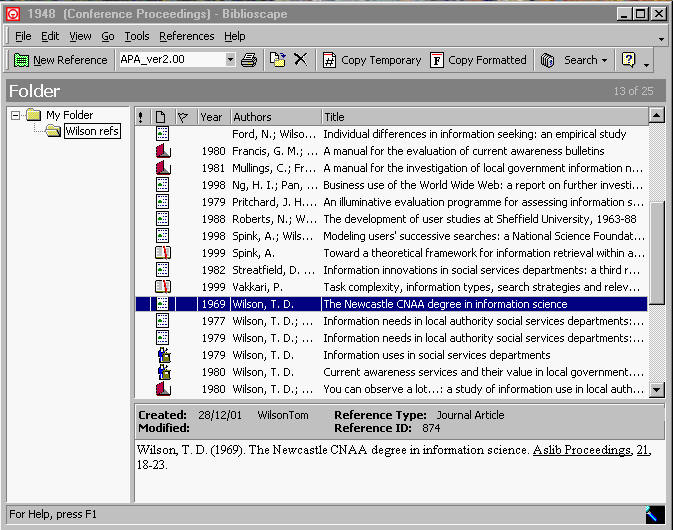 1948 (Conference Proceedings) - Biblioscape
File Edit View Go Tools References Help
New Reference APA_ver2.00 Copy Temporary Copy Formatted Search
Folder 13 of 25
My Folder
Wilson refs
! Year Authors Title
Ford, N.; Wilso... Individual differences in information seeking: an empirical study
1980 Francis, G. M.; ... A manual for the evaluation of current awareness bulletins
1981 Mullings, C.; Fr... A manual for the investigation of local government information n...
1998 Ng, H. I.; Pan, ... Business use of the World Wide Web: a report on further investi...
1979 Pritchard, J. H.... An illuminative evaluation programme for assessing information s...
1988 Roberts, N.; W... The development of user studies at Sheffield University, 1963-88
1998 Spink, A.; Wils... Modeling users' successive searches: a National Science Foundat...
1999 Spink, A. Toward a theoretical framework for information retrieval within a...
1982 Streatfield, D. ... Information innovations in social services departments: a third r...
1999 Vakkari, P. Task complexity, information types, search strategies and relev...
1969 Wilson, T. D. The Newcastle CNAA degree in information science
1977 Wilson, T. D.; ... Information needs in local authority social services departments:...
1979 Wilson, T. D.; ... Information needs in local authority social services departments:...
1979 Wilson, T. D. Information uses in social services departments
1980 Wilson, T. D. Current awareness services and their value in local government....
1980 Wilson, T. D.; ... You can observe a lot...: a study of information use in local auth...
Created: 28/12/01 WilsonTom Reference Type: Journal Article
Modified: Reference ID: 874
Wilson, T. D. (1969). The Newcastle CNAA degree in information science. Aslib Proceedings, 21,
18-23.
For Help, press F1